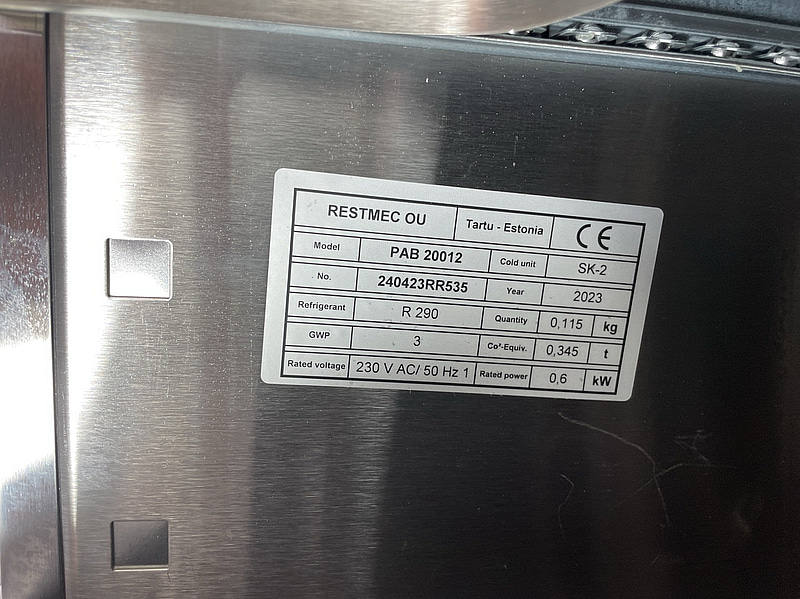 RESTMEC OU Tartu - Estonia CE
Model PAB 20012 Cold unit SK-2
No. 240423RR535 Year 2023
Refrigerant R 290 Quantity 0,115 kg
GWP 3 Co²-Equiv. 0,345 t
Rated voltage 230 V AC/ 50 Hz 1 Rated power 0,6 kW